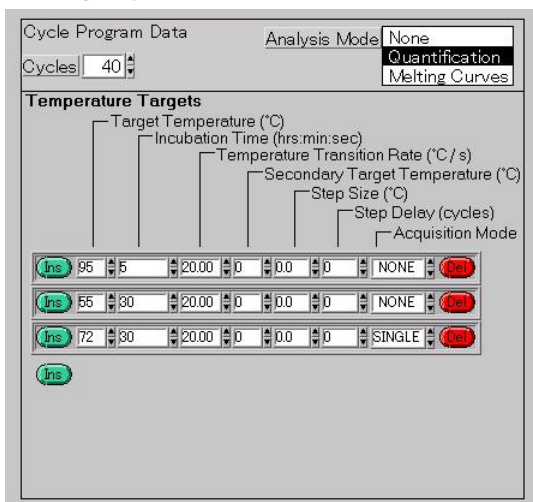 Cycle Program Data
Analysis Mode
None
Quantification
Melting Curves
Cycles 40
Temperature Targets
Target Temperature (°C)
Incubation Time (hrs:min:sec)
Temperature Transition Rate (°C / s)
Secondary Target Temperature (°C)
Step Size (°C)
Step Delay (cycles)
Acquisition Mode
Ins 95 5 20.00 0 0.0 0 NONE Del
Ins 55 30 20.00 0 0.0 0 NONE Del
Ins 72 30 20.00 0 0.0 0 SINGLE Del
Ins